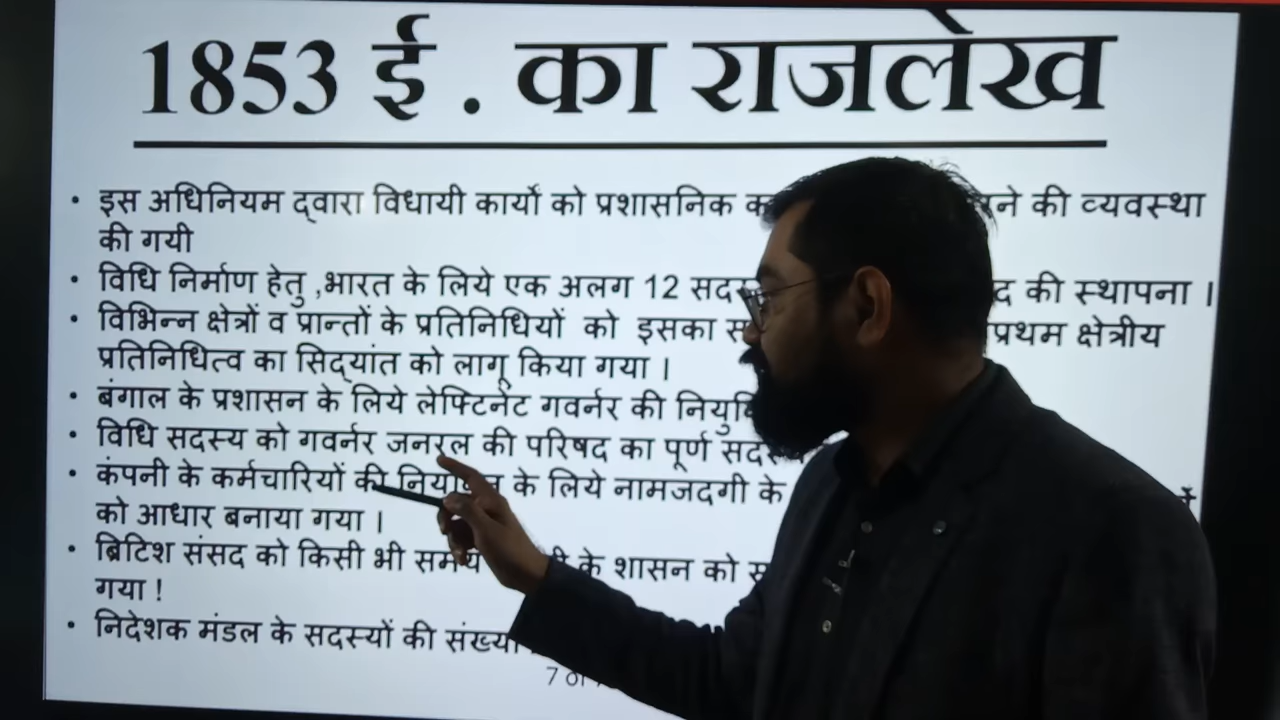 1853 ई . का राजलेख
• इस अधिनियम द्वारा विधायी कार्यो को प्रशासनिक की व्यवस्था
की गयी
• विधि निर्माण हेतु ,भारत के लिये एक अलग 12 की स्थापना ।
• विभिन्न क्षेत्रों व प्रान्तों के प्रतिनिधियों को इसका प्रथम क्षेत्रीय
प्रतिनिधित्व का सिद्यांत को लागू किया गया ।
• बंगाल के प्रशासन के लिये लेफ्टिनेंट गवर्नर की
• विधि सदस्य को गवर्नर जनरल की परिषद का पूर्ण
• कंपनी के कर्मचारियों की के लिये नामजदगी के
को आधार बनाया गया ।
• ब्रिटिश संसद को किसी भी के शासन को
गया !
• निदेशक मंडल के सदस्यों की संख्या
7